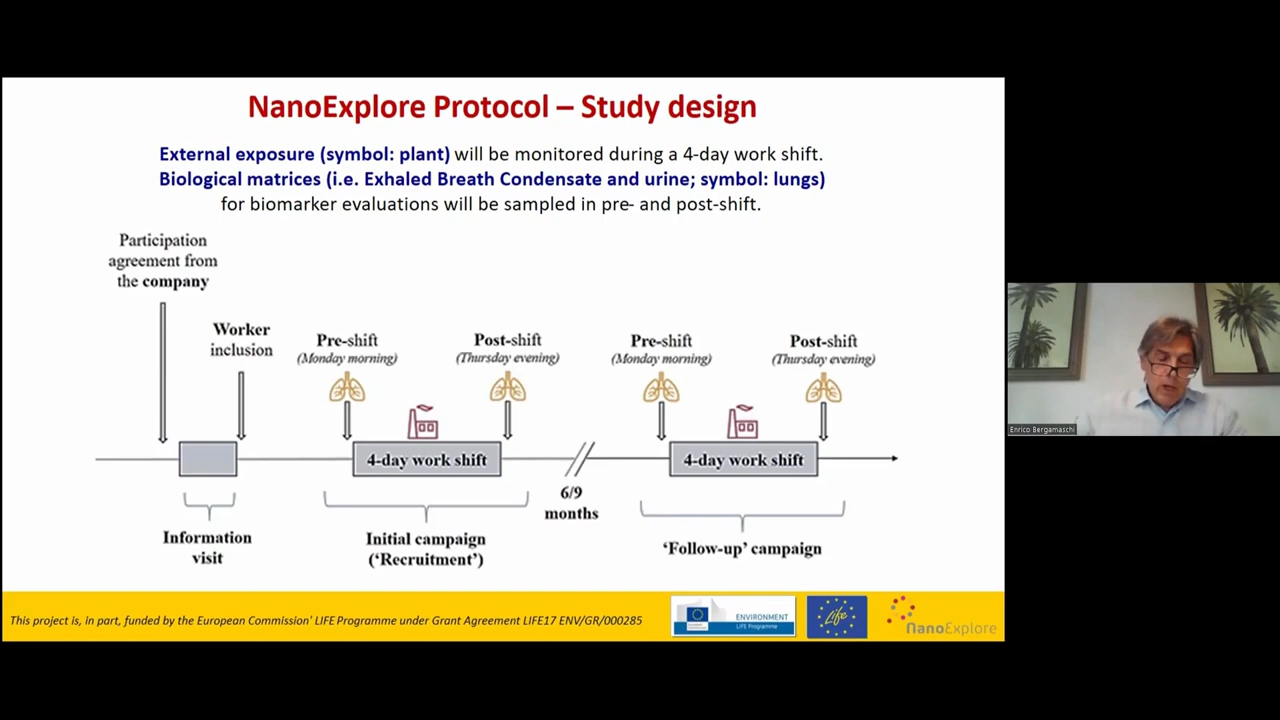 NanoExplore Protocol – Study design
External exposure (symbol: plant) will be monitored during a 4-day work shift.
Biological matrices (i.e. Exhaled Breath Condensate and urine; symbol: lungs)
for biomarker evaluations will be sampled in pre- and post-shift.
Participation
agreement from
the company
Worker
inclusion
Pre-shift
(Monday morning)
Post-shift
(Thursday evening)
Pre-shift
(Monday morning)
Post-shift
(Thursday evening)
4-day work shift
4-day work shift
6/9
months
Information
visit
Initial campaign
(‘Recruitment’)
‘Follow-up’ campaign
This project is, in part, funded by the European Commission' LIFE Programme under Grant Agreement LIFE17 ENV/GR/000285
ENVIRONMENT
LIFE Programme
Life
NanoExplore
Enrico Bergamaschi